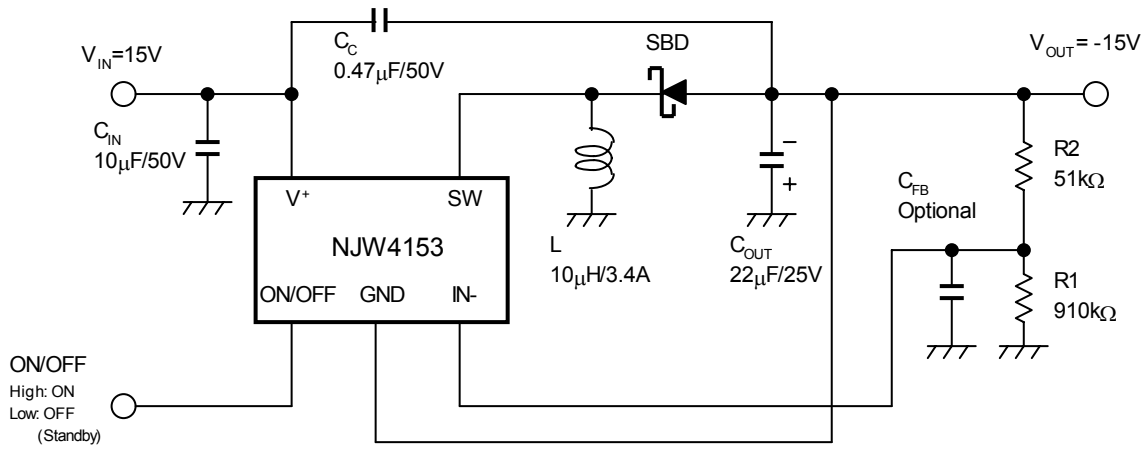 V_IN=15V
C_C
0.47μF/50V
SBD
V_OUT= -15V
C_IN
10μF/50V
R2
51kΩ
V⁺
SW
NJW4153
ON/OFF
GND
IN-
L
10μH/3.4A
–
+
C_OUT
22μF/25V
C_FB
Optional
R1
910kΩ
ON/OFF
High: ON
Low: OFF
(Standby)